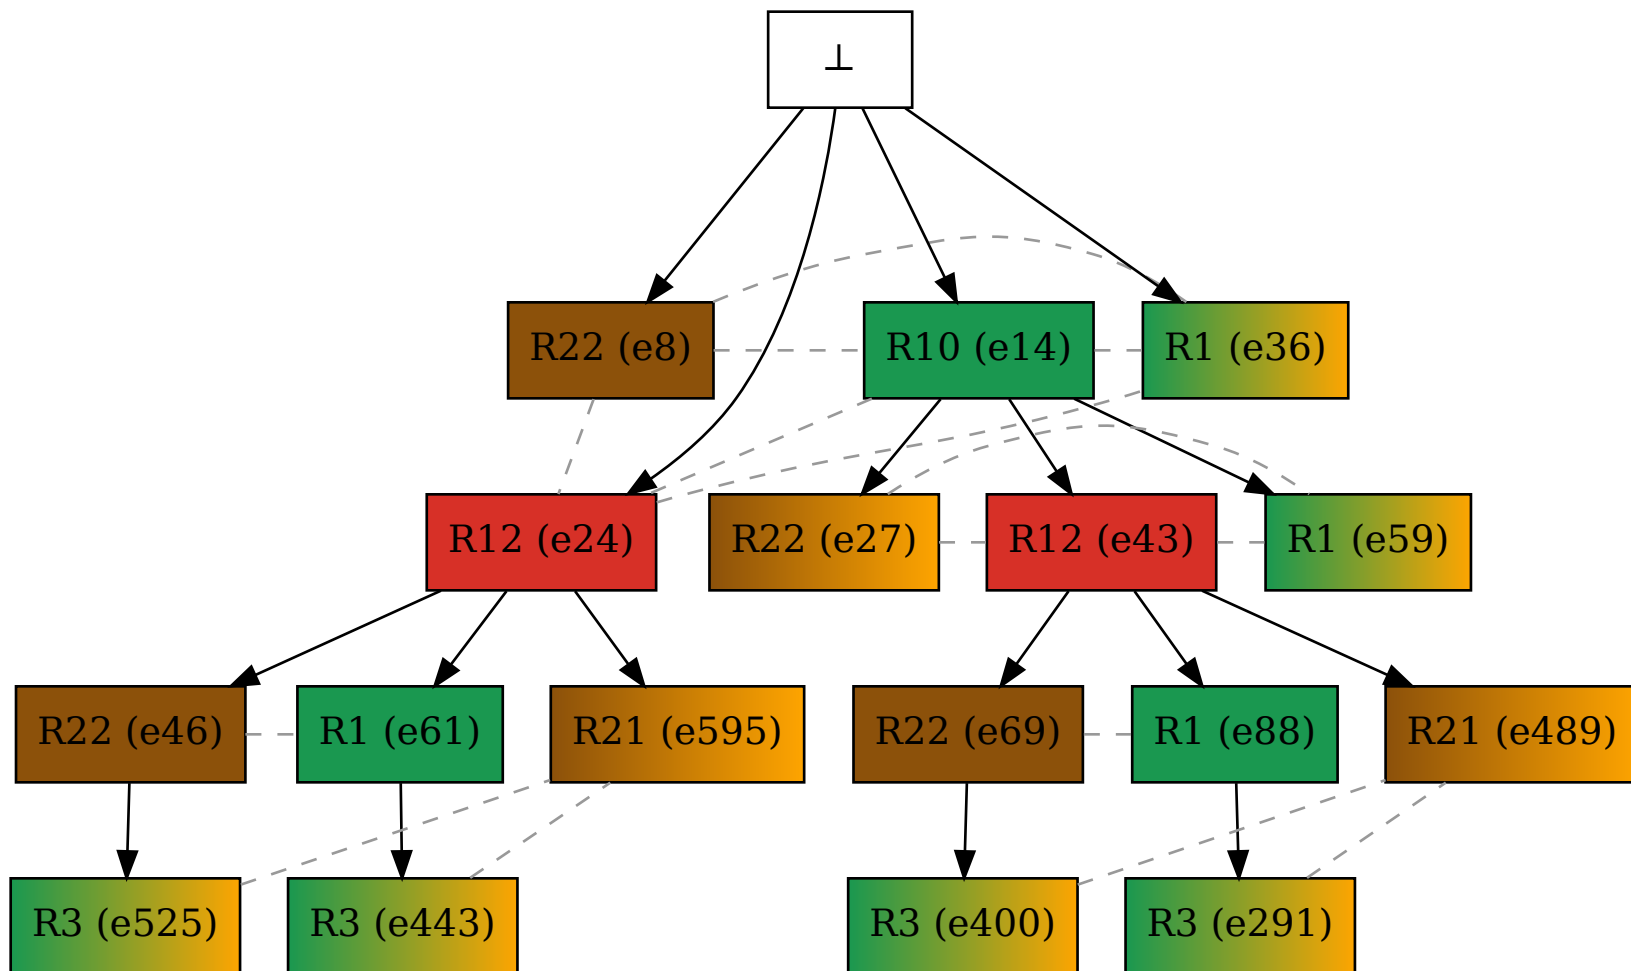 ⊥
R22 (e8)
R10 (e14)
R1 (e36)
R12 (e24)
R22 (e27)
R12 (e43)
R1 (e59)
R22 (e46)
R1 (e61)
R21 (e595)
R22 (e69)
R1 (e88)
R21 (e489)
R3 (e525)
R3 (e443)
R3 (e400)
R3 (e291)